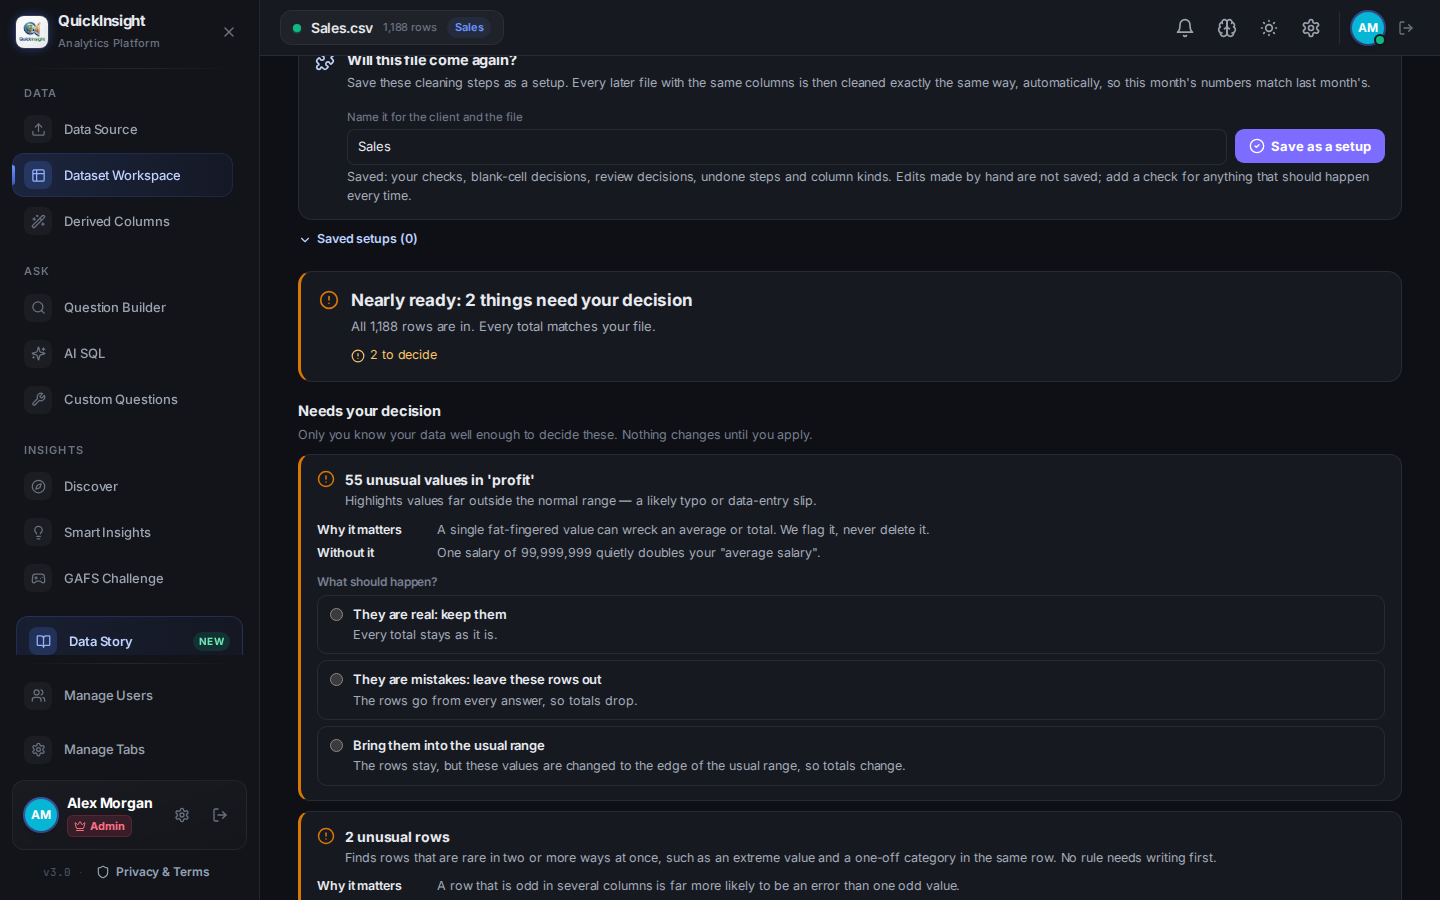 QuickInsight
Analytics Platform
DATA
Data Source
Dataset Workspace
Derived Columns
ASK
Question Builder
AI SQL
Custom Questions
INSIGHTS
Discover
Smart Insights
GAFS Challenge
Data Story NEW
Manage Users
Manage Tabs
AM Alex Morgan
Admin
v3.0 · Privacy & Terms
Sales.csv 1,188 rows Sales
AM
Will this file come again?
Save these cleaning steps as a setup. Every later file with the same columns is then cleaned exactly the same way, automatically, so this month's numbers match last month's.
Name it for the client and the file
Sales
Save as a setup
Saved: your checks, blank-cell decisions, review decisions, undone steps and column kinds. Edits made by hand are not saved; add a check for anything that should happen
every time.
Saved setups (0)
Nearly ready: 2 things need your decision
All 1,188 rows are in. Every total matches your file.
2 to decide
Needs your decision
Only you know your data well enough to decide these. Nothing changes until you apply.
55 unusual values in 'profit'
Highlights values far outside the normal range — a likely typo or data-entry slip.
Why it matters A single fat-fingered value can wreck an average or total. We flag it, never delete it.
Without it One salary of 99,999,999 quietly doubles your "average salary".
What should happen?
They are real: keep them
Every total stays as it is.
They are mistakes: leave these rows out
The rows go from every answer, so totals drop.
Bring them into the usual range
The rows stay, but these values are changed to the edge of the usual range, so totals change.
2 unusual rows
Finds rows that are rare in two or more ways at once, such as an extreme value and a one-off category in the same row. No rule needs writing first.
Why it matters A row that is odd in several columns is far more likely to be an error than one odd value.